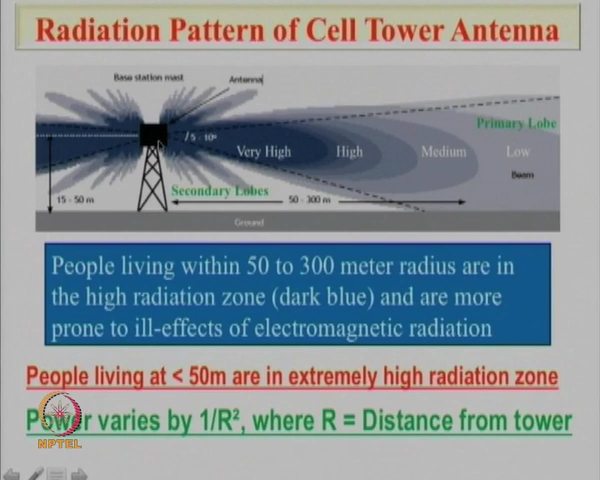 Radiation Pattern of Cell Tower Antenna
Base station mast
Antenna
Primary Lobe
5 - 10°
Very High
High
Medium
Low
Beam
Secondary Lobes
15 - 50 m
50 - 300 m
Ground
People living within 50 to 300 meter radius are in
the high radiation zone (dark blue) and are more
prone to ill-effects of electromagnetic radiation
People living at < 50m are in extremely high radiation zone
Power varies by 1/R², where R = Distance from tower
NPTEL